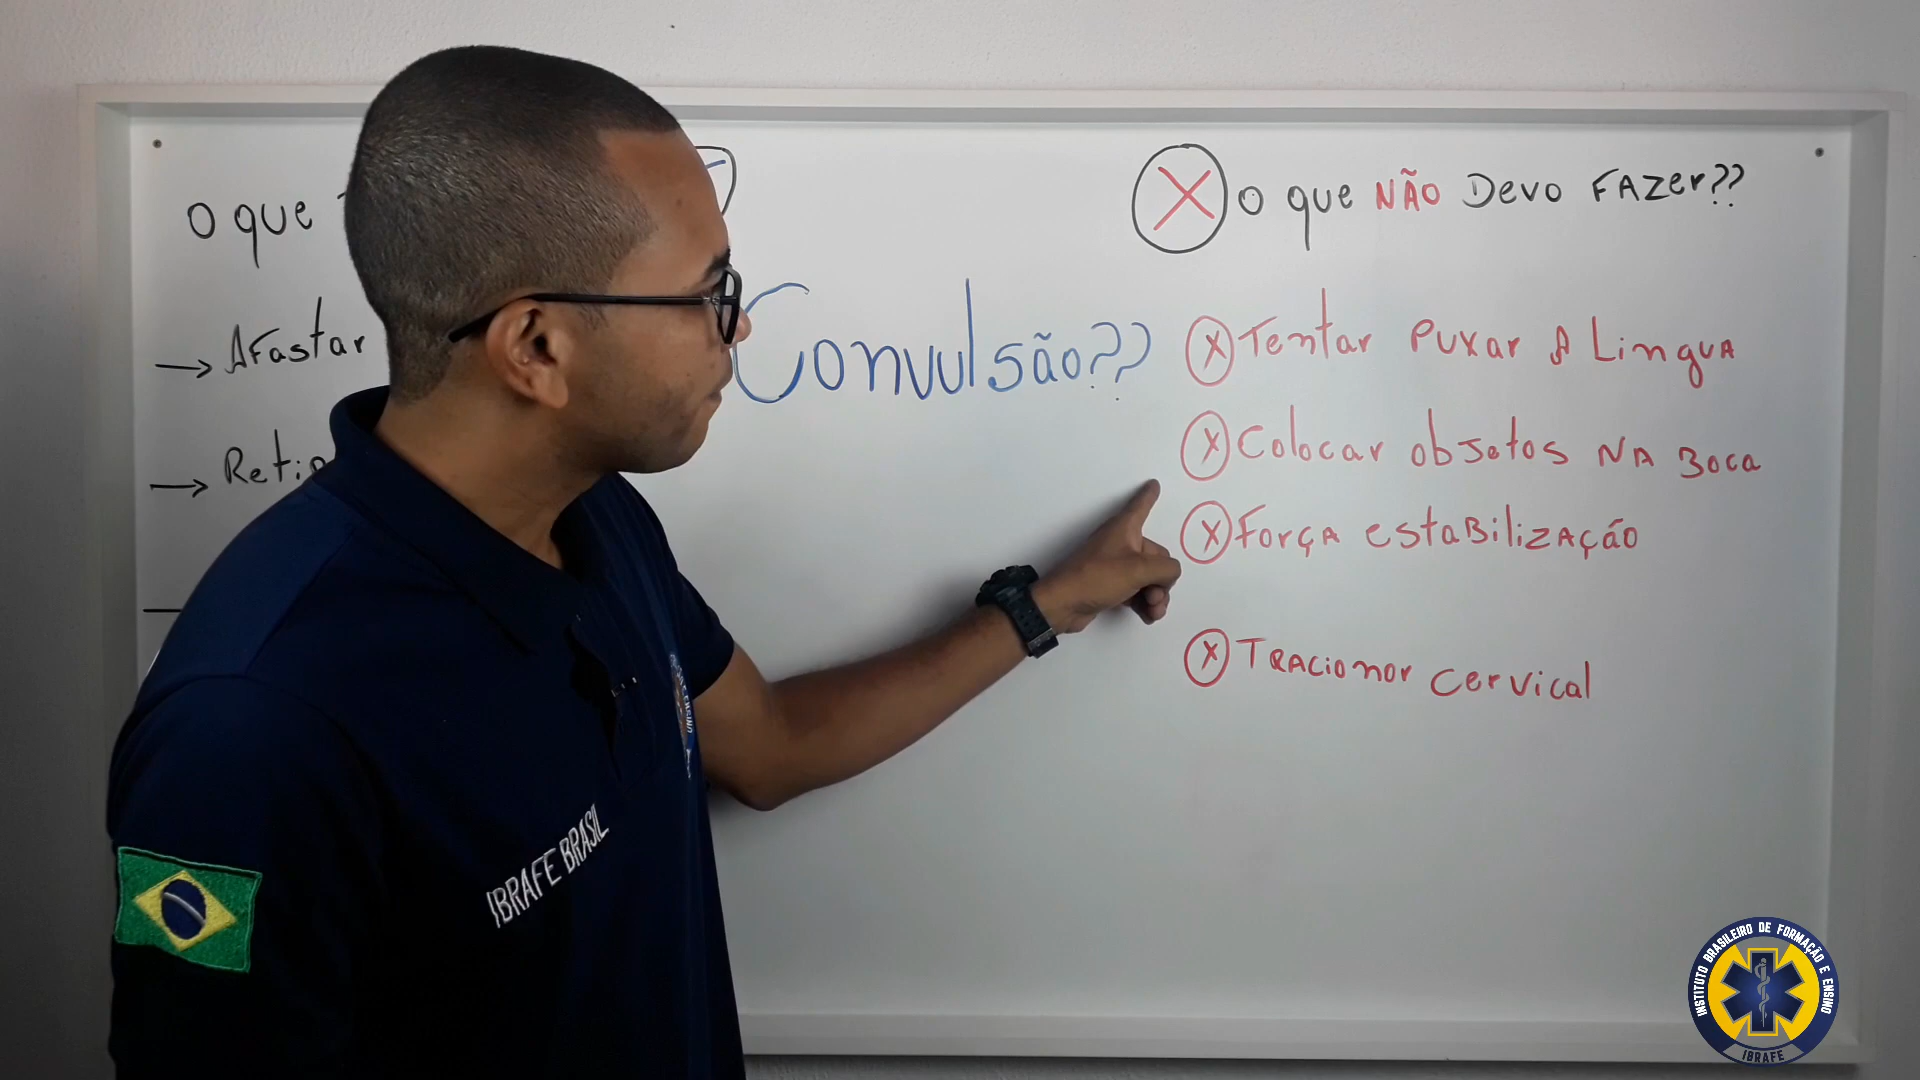 O que
X O que NÃO Devo FAZer??
Convulsão??
→ AFastar
→ Reti
X Tentar Puxar A Lingua
X Colocar obJetos NA Boca
X Força estaBilizAção
X TRACionar Cervical
IBRAFE BRASIL
INSTITUTO BRASILEIRO DE FORMAÇÃO E ENSINO
IBRAFE